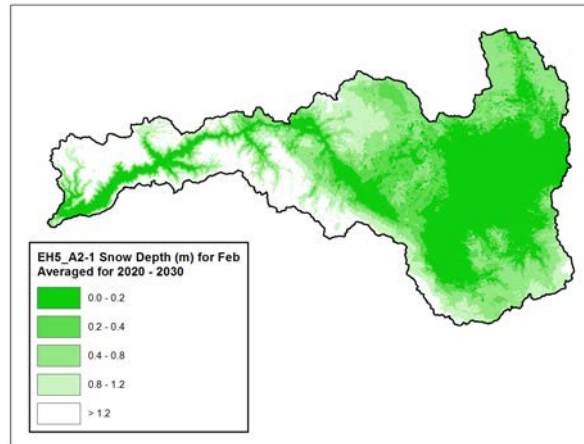 EH5_A2-1 Snow Depth (m) for Feb
Averaged for 2020 - 2030
0.0 - 0.2
0.2 - 0.4
0.4 - 0.8
0.8 - 1.2
> 1.2